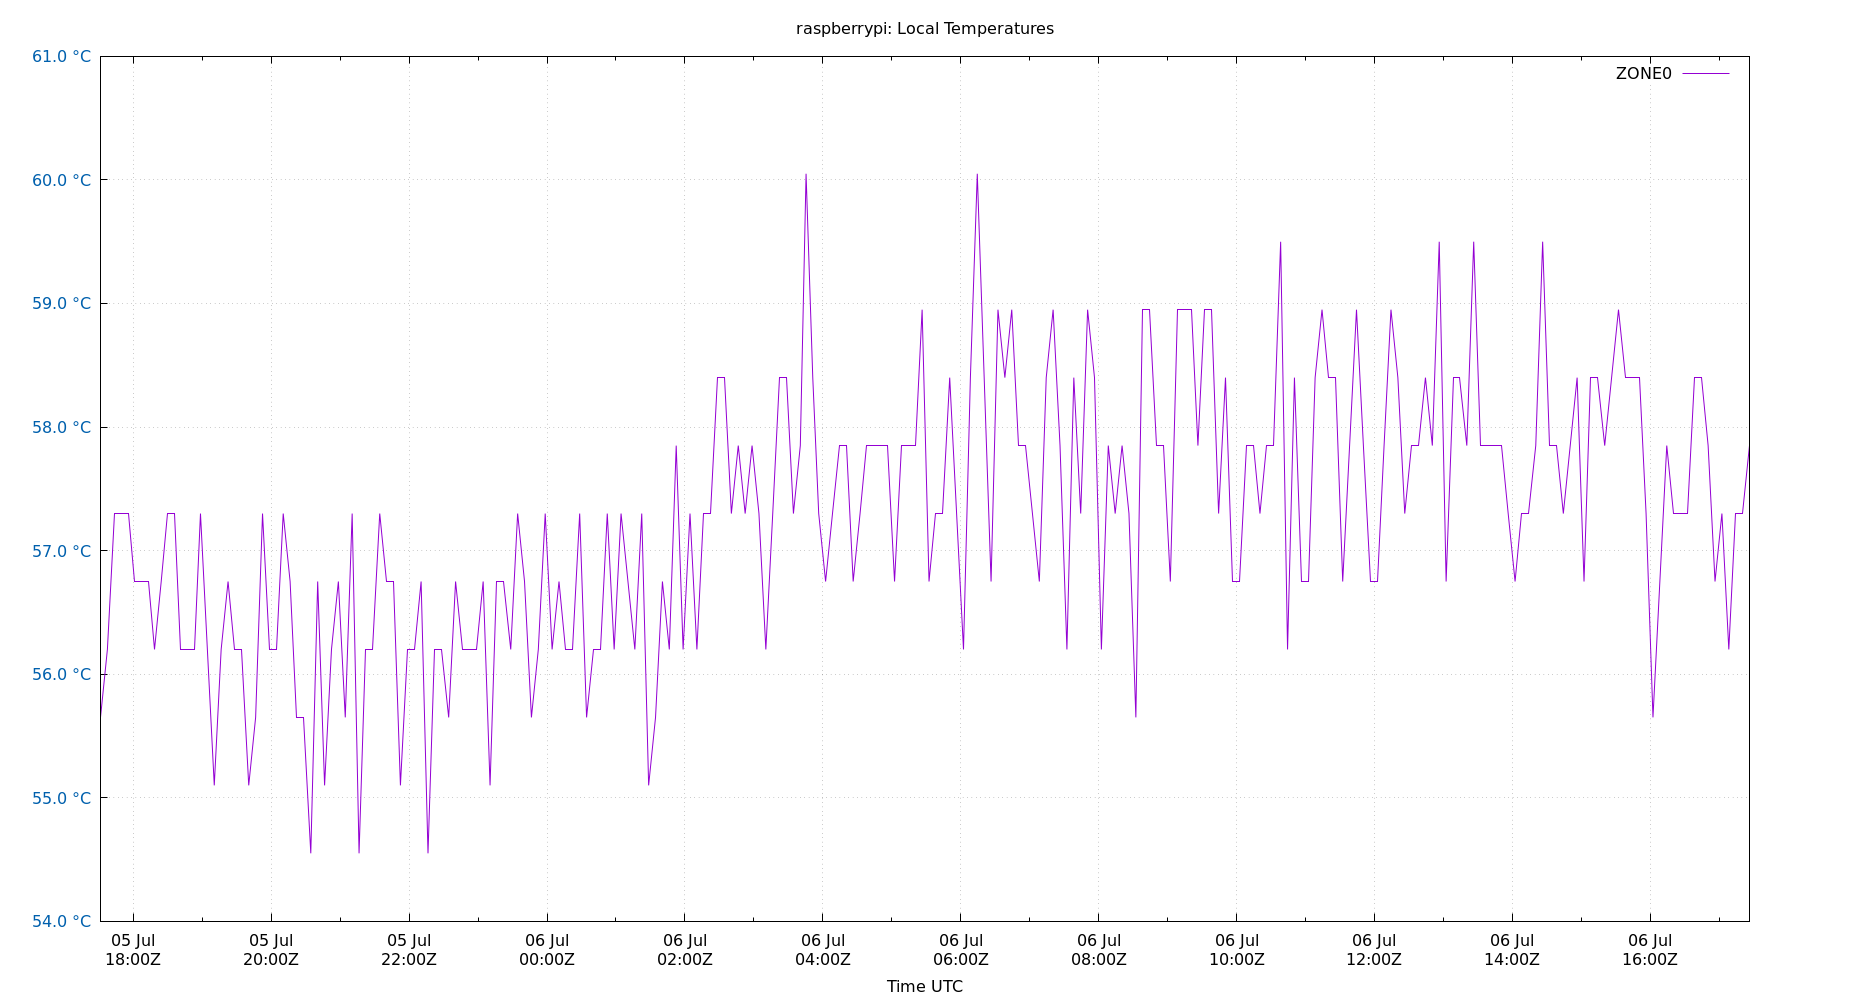 raspberrypi: Local Temperatures
61.0 °C
ZONE0
60.0 °C
59.0 °C
58.0 °C
57.0 °C
56.0 °C
55.0 °C
54.0 °C
05 Jul 05 Jul 05 Jul 06 Jul 06 Jul 06 Jul 06 Jul 06 Jul 06 Jul 06 Jul 06 Jul 06 Jul
18:00Z 20:00Z 22:00Z 00:00Z 02:00Z 04:00Z 06:00Z 08:00Z 10:00Z 12:00Z 14:00Z 16:00Z
Time UTC